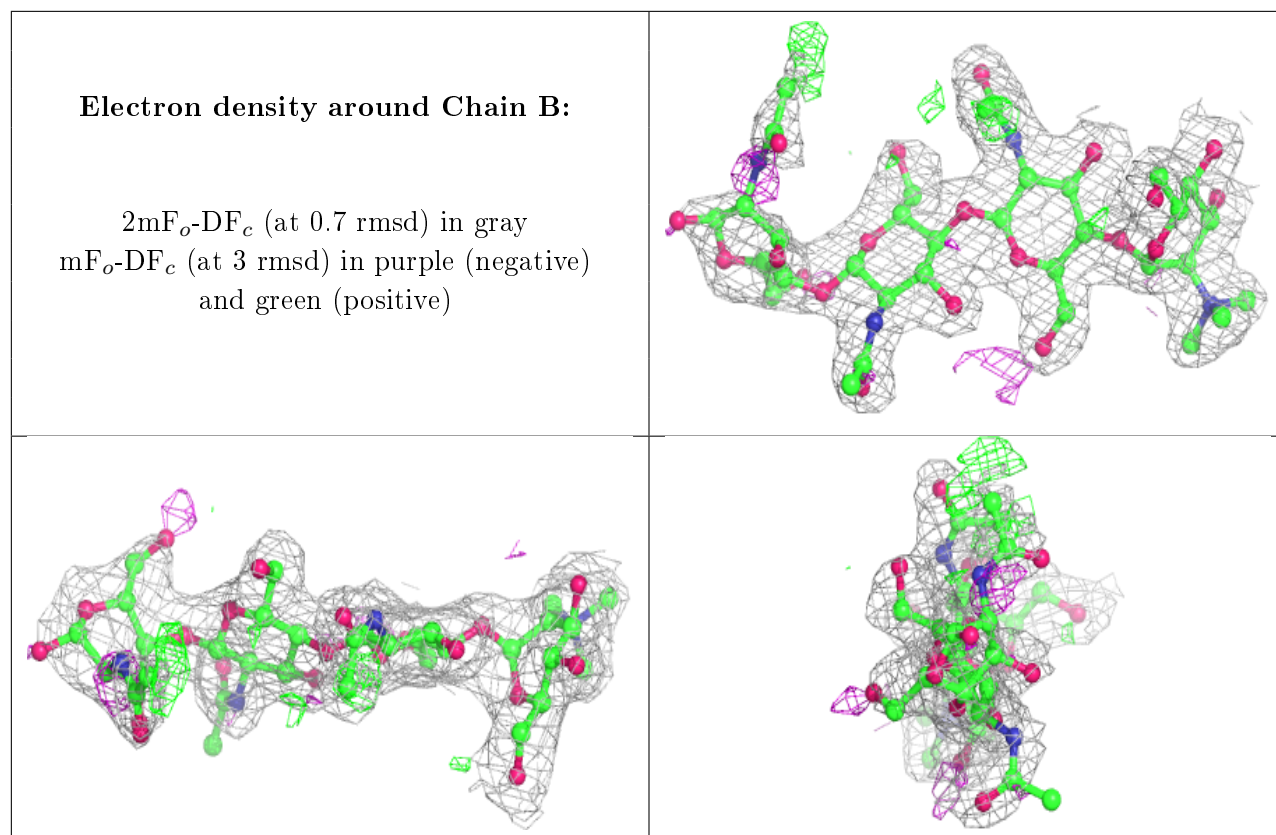 Electron density around Chain B:
2mFₒ-DF𝒸 (at 0.7 rmsd) in gray
mFₒ-DF𝒸 (at 3 rmsd) in purple (negative)
and green (positive)